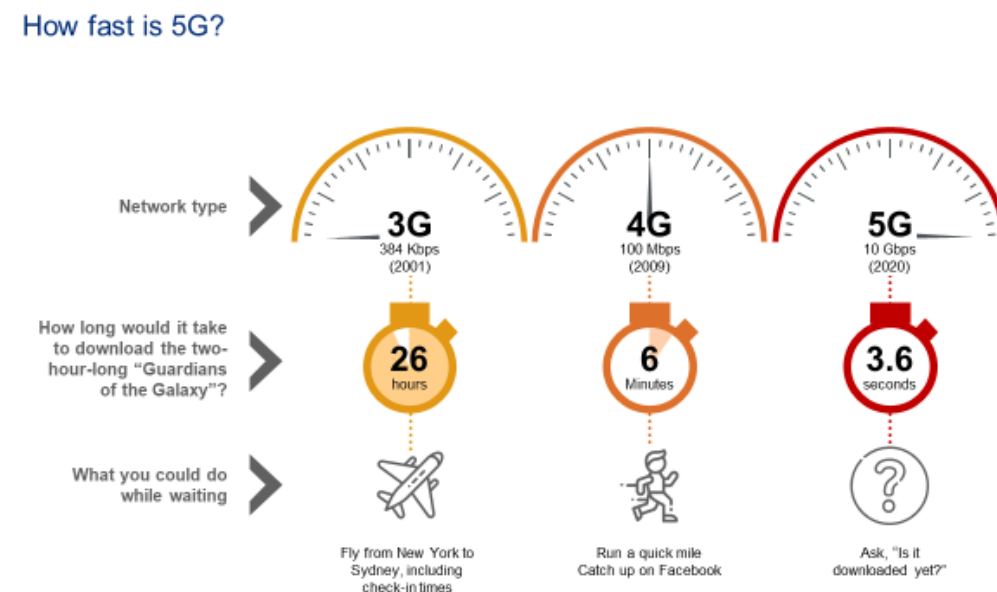 How fast is 5G?
Network type
3G
384 Kbps
(2001)
4G
100 Mbps
(2009)
5G
10 Gbps
(2020)
How long would it take
to download the two-
hour-long “Guardians
of the Galaxy”?
26
hours
6
Minutes
3.6
seconds
What you could do
while waiting
Fly from New York to
Sydney, including
check-in times
Run a quick mile
Catch up on Facebook
Ask, “Is it
downloaded yet?”